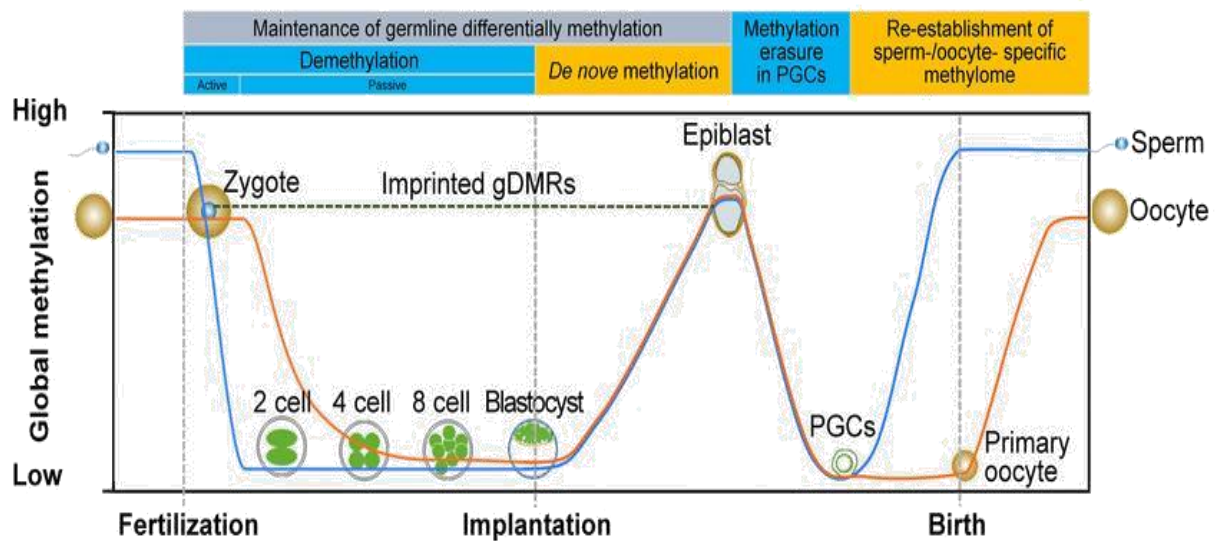 Maintenance of germline differentially methylation
Demethylation
Active
Passive
De nove methylation
Methylation
erasure
in PGCs
Re-establishment of
sperm-/oocyte- specific
methylome
High
Global methylation
Low
Zygote
Imprinted gDMRs
Epiblast
Sperm
Oocyte
2 cell
4 cell
8 cell
Blastocyst
PGCs
Primary
oocyte
Fertilization
Implantation
Birth